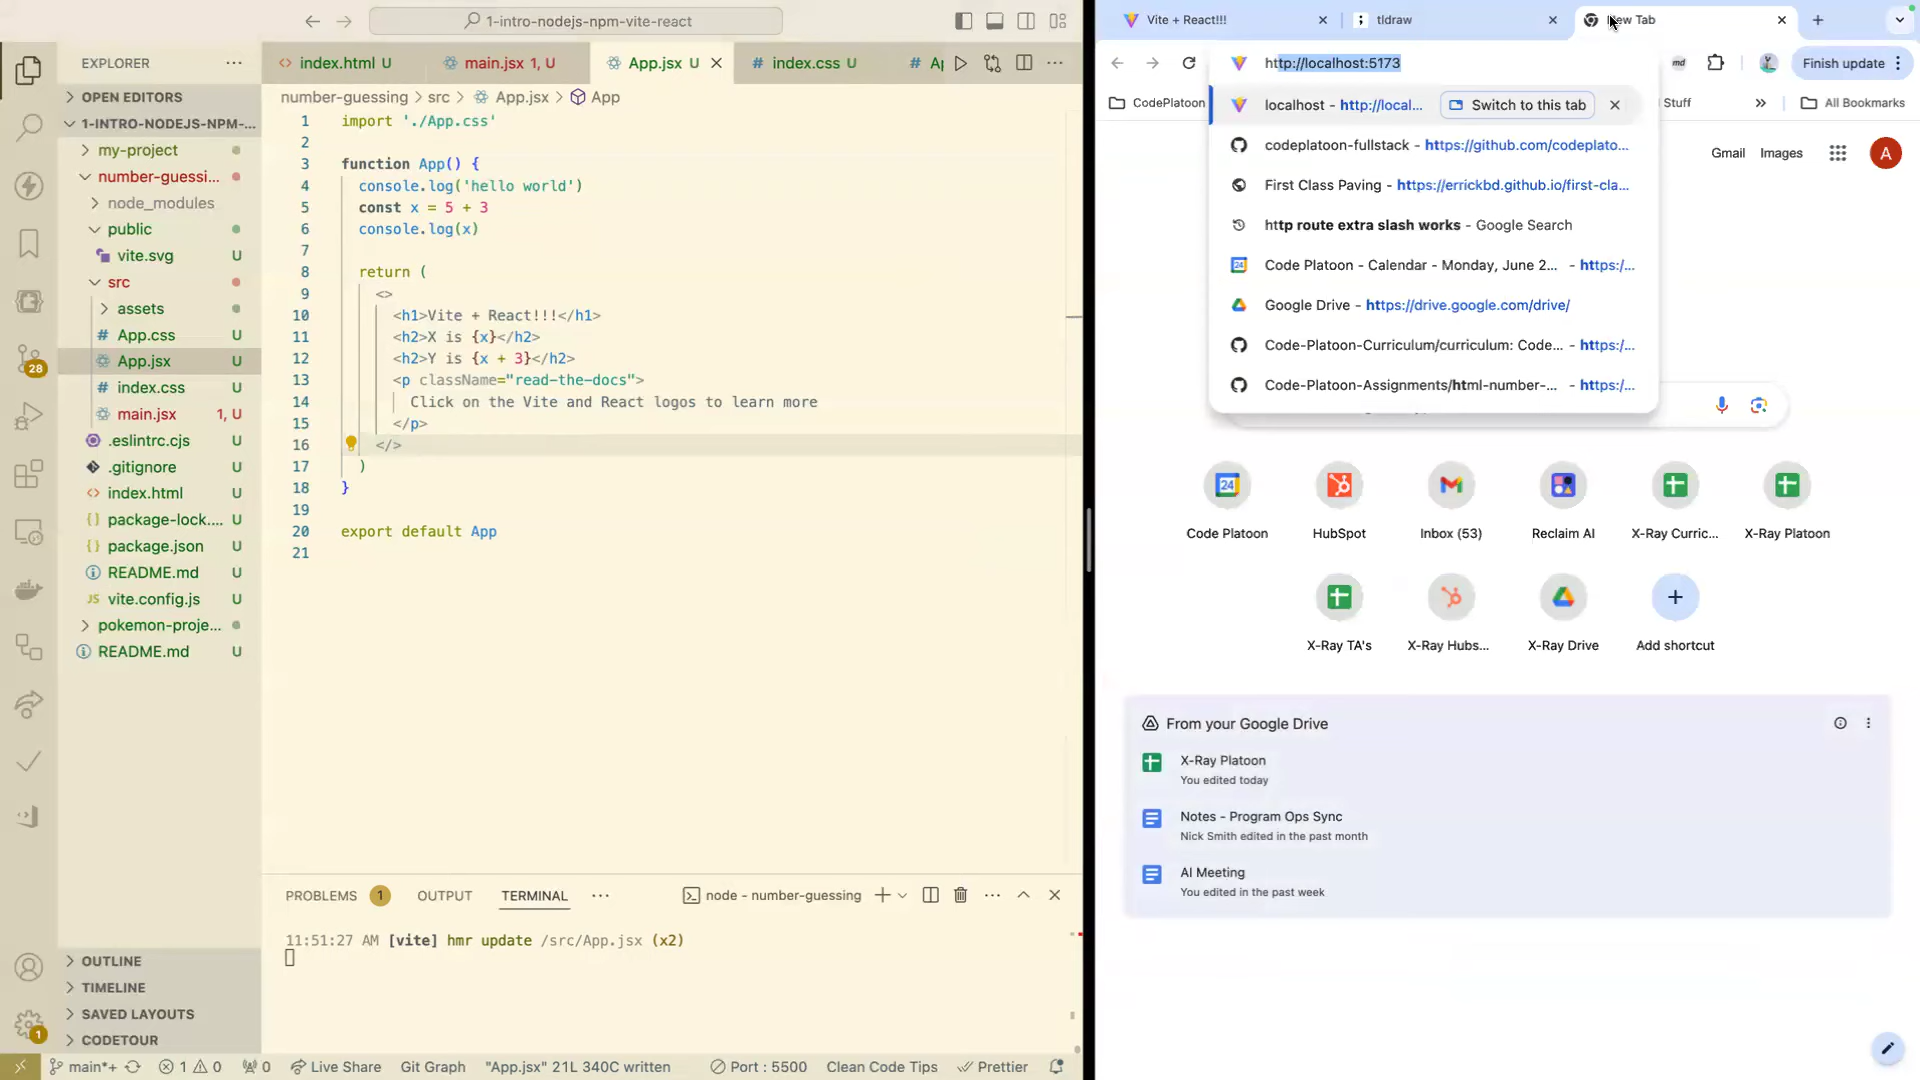 1-intro-nodejs-npm-vite-react
EXPLORER
OPEN EDITORS
1-INTRO-NODEJS-NPM-...
my-project
number-guessi...
node_modules
public
vite.svg
src
assets
App.css U
App.jsx U
index.css U
main.jsx 1, U
.eslintrc.cjs U
.gitignore U
index.html U
package-lock.... U
package.json U
README.md U
vite.config.js U
pokemon-proje...
README.md U
OUTLINE
TIMELINE
SAVED LAYOUTS
CODETOUR
28
1
index.html U
main.jsx 1, U
App.jsx U
index.css U
Ap
number-guessing > src > App.jsx > App
1 import './App.css'
2
3 function App() {
4 console.log('hello world')
5 const x = 5 + 3
6 console.log(x)
7
8 return (
9 <>
10 <h1>Vite + React!!!</h1>
11 <h2>X is {x}</h2>
12 <h2>Y is {x + 3}</h2>
13 <p className="read-the-docs">
14 Click on the Vite and React logos to learn more
15 </p>
16 </>
17 )
18 }
19
20 export default App
21
PROBLEMS 1 OUTPUT TERMINAL ... node - number-guessing
11:51:27 AM [vite] hmr update /src/App.jsx (x2)
main*+ 1 0 0 Live Share Git Graph "App.jsx" 21L 340C written Port : 5500 Clean Code Tips Prettier
Vite + React!!!
tldraw
New Tab
http://localhost:5173
md
Finish update
CodePlatoon
Stuff
All Bookmarks
localhost - http://local... Switch to this tab
codeplatoon-fullstack - https://github.com/codeplato...
First Class Paving - https://errickbd.github.io/first-cla...
http route extra slash works - Google Search
Code Platoon - Calendar - Monday, June 2... - https:/...
Google Drive - https://drive.google.com/drive/
Code-Platoon-Curriculum/curriculum: Code... - https:/...
Code-Platoon-Assignments/html-number-... - https:/...
Gmail Images
A
Code Platoon
HubSpot
Inbox (53)
Reclaim AI
X-Ray Curric...
X-Ray Platoon
X-Ray TA's
X-Ray Hubs...
X-Ray Drive
Add shortcut
From your Google Drive
X-Ray Platoon
You edited today
Notes - Program Ops Sync
Nick Smith edited in the past month
AI Meeting
You edited in the past week